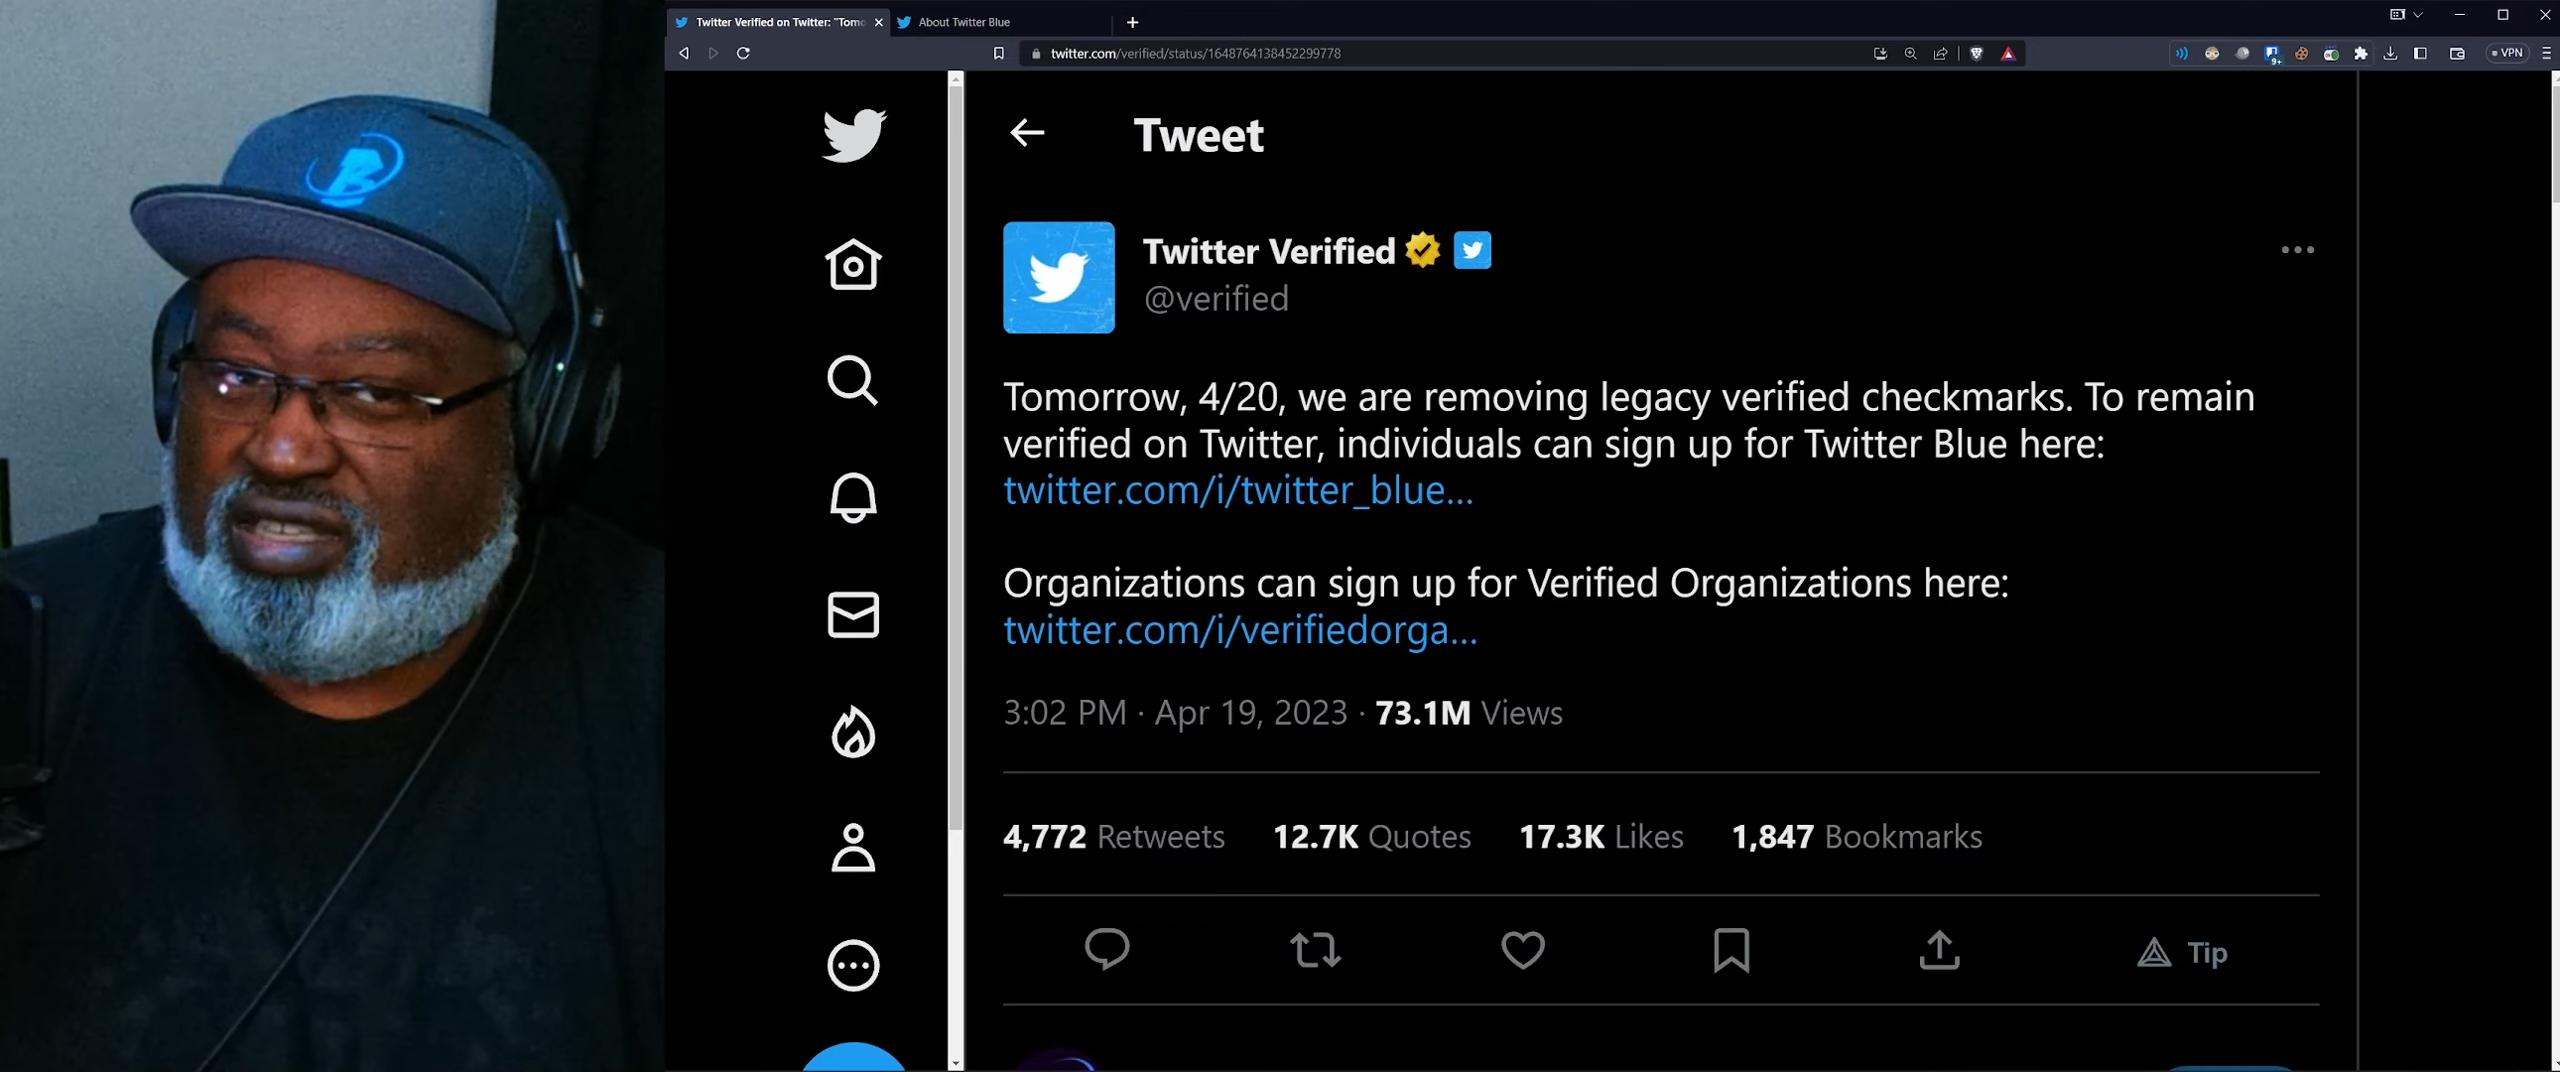 Twitter Verified on Twitter: "Tomo
About Twitter Blue
twitter.com/verified/status/1648764138452299778
9+
VPN
Tweet
Twitter Verified
@verified
Tomorrow, 4/20, we are removing legacy verified checkmarks. To remain
verified on Twitter, individuals can sign up for Twitter Blue here:
twitter.com/i/twitter_blue...
Organizations can sign up for Verified Organizations here:
twitter.com/i/verifiedorga...
3:02 PM · Apr 19, 2023 · 73.1M Views
4,772 Retweets 12.7K Quotes 17.3K Likes 1,847 Bookmarks
Tip
B